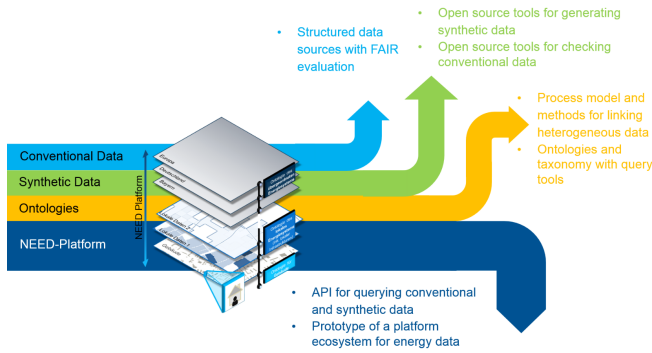 • Structured data
sources with FAIR
evaluation
• Open source tools for generating
synthetic data
• Open source tools for checking
conventional data
• Process model and
methods for linking
heterogeneous data
• Ontologies and
taxonomy with query
tools
Conventional Data
Synthetic Data
Ontologies
NEED-Platform
NEED Platform
Europa
Deutschland
Bayern
• API for querying conventional
and synthetic data
• Prototype of a platform
ecosystem for energy data